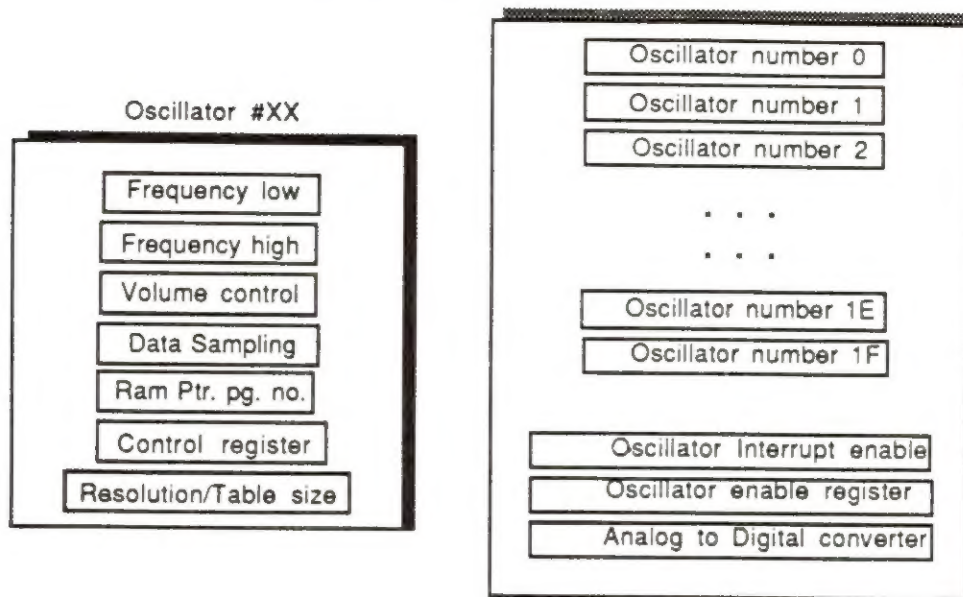 Oscillator #XX
Frequency low
Frequency high
Volume control
Data Sampling
Ram Ptr. pg. no.
Control register
Resolution/Table size
Oscillator number 0
Oscillator number 1
Oscillator number 2
. . .
. . .
Oscillator number 1E
Oscillator number 1F
Oscillator Interrupt enable
Oscillator enable register
Analog to Digital converter